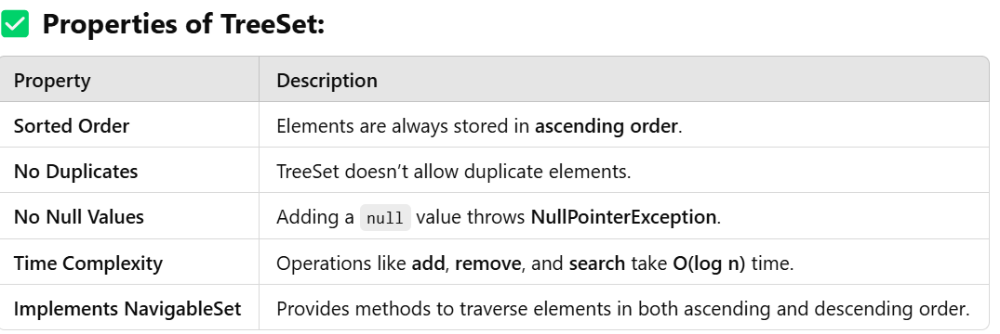 ✅ Properties of TreeSet:
Property Description
Sorted Order Elements are always stored in ascending order.
No Duplicates TreeSet doesn’t allow duplicate elements.
No Null Values Adding a null value throws NullPointerException.
Time Complexity Operations like add, remove, and search take O(log n) time.
Implements NavigableSet Provides methods to traverse elements in both ascending and descending order.